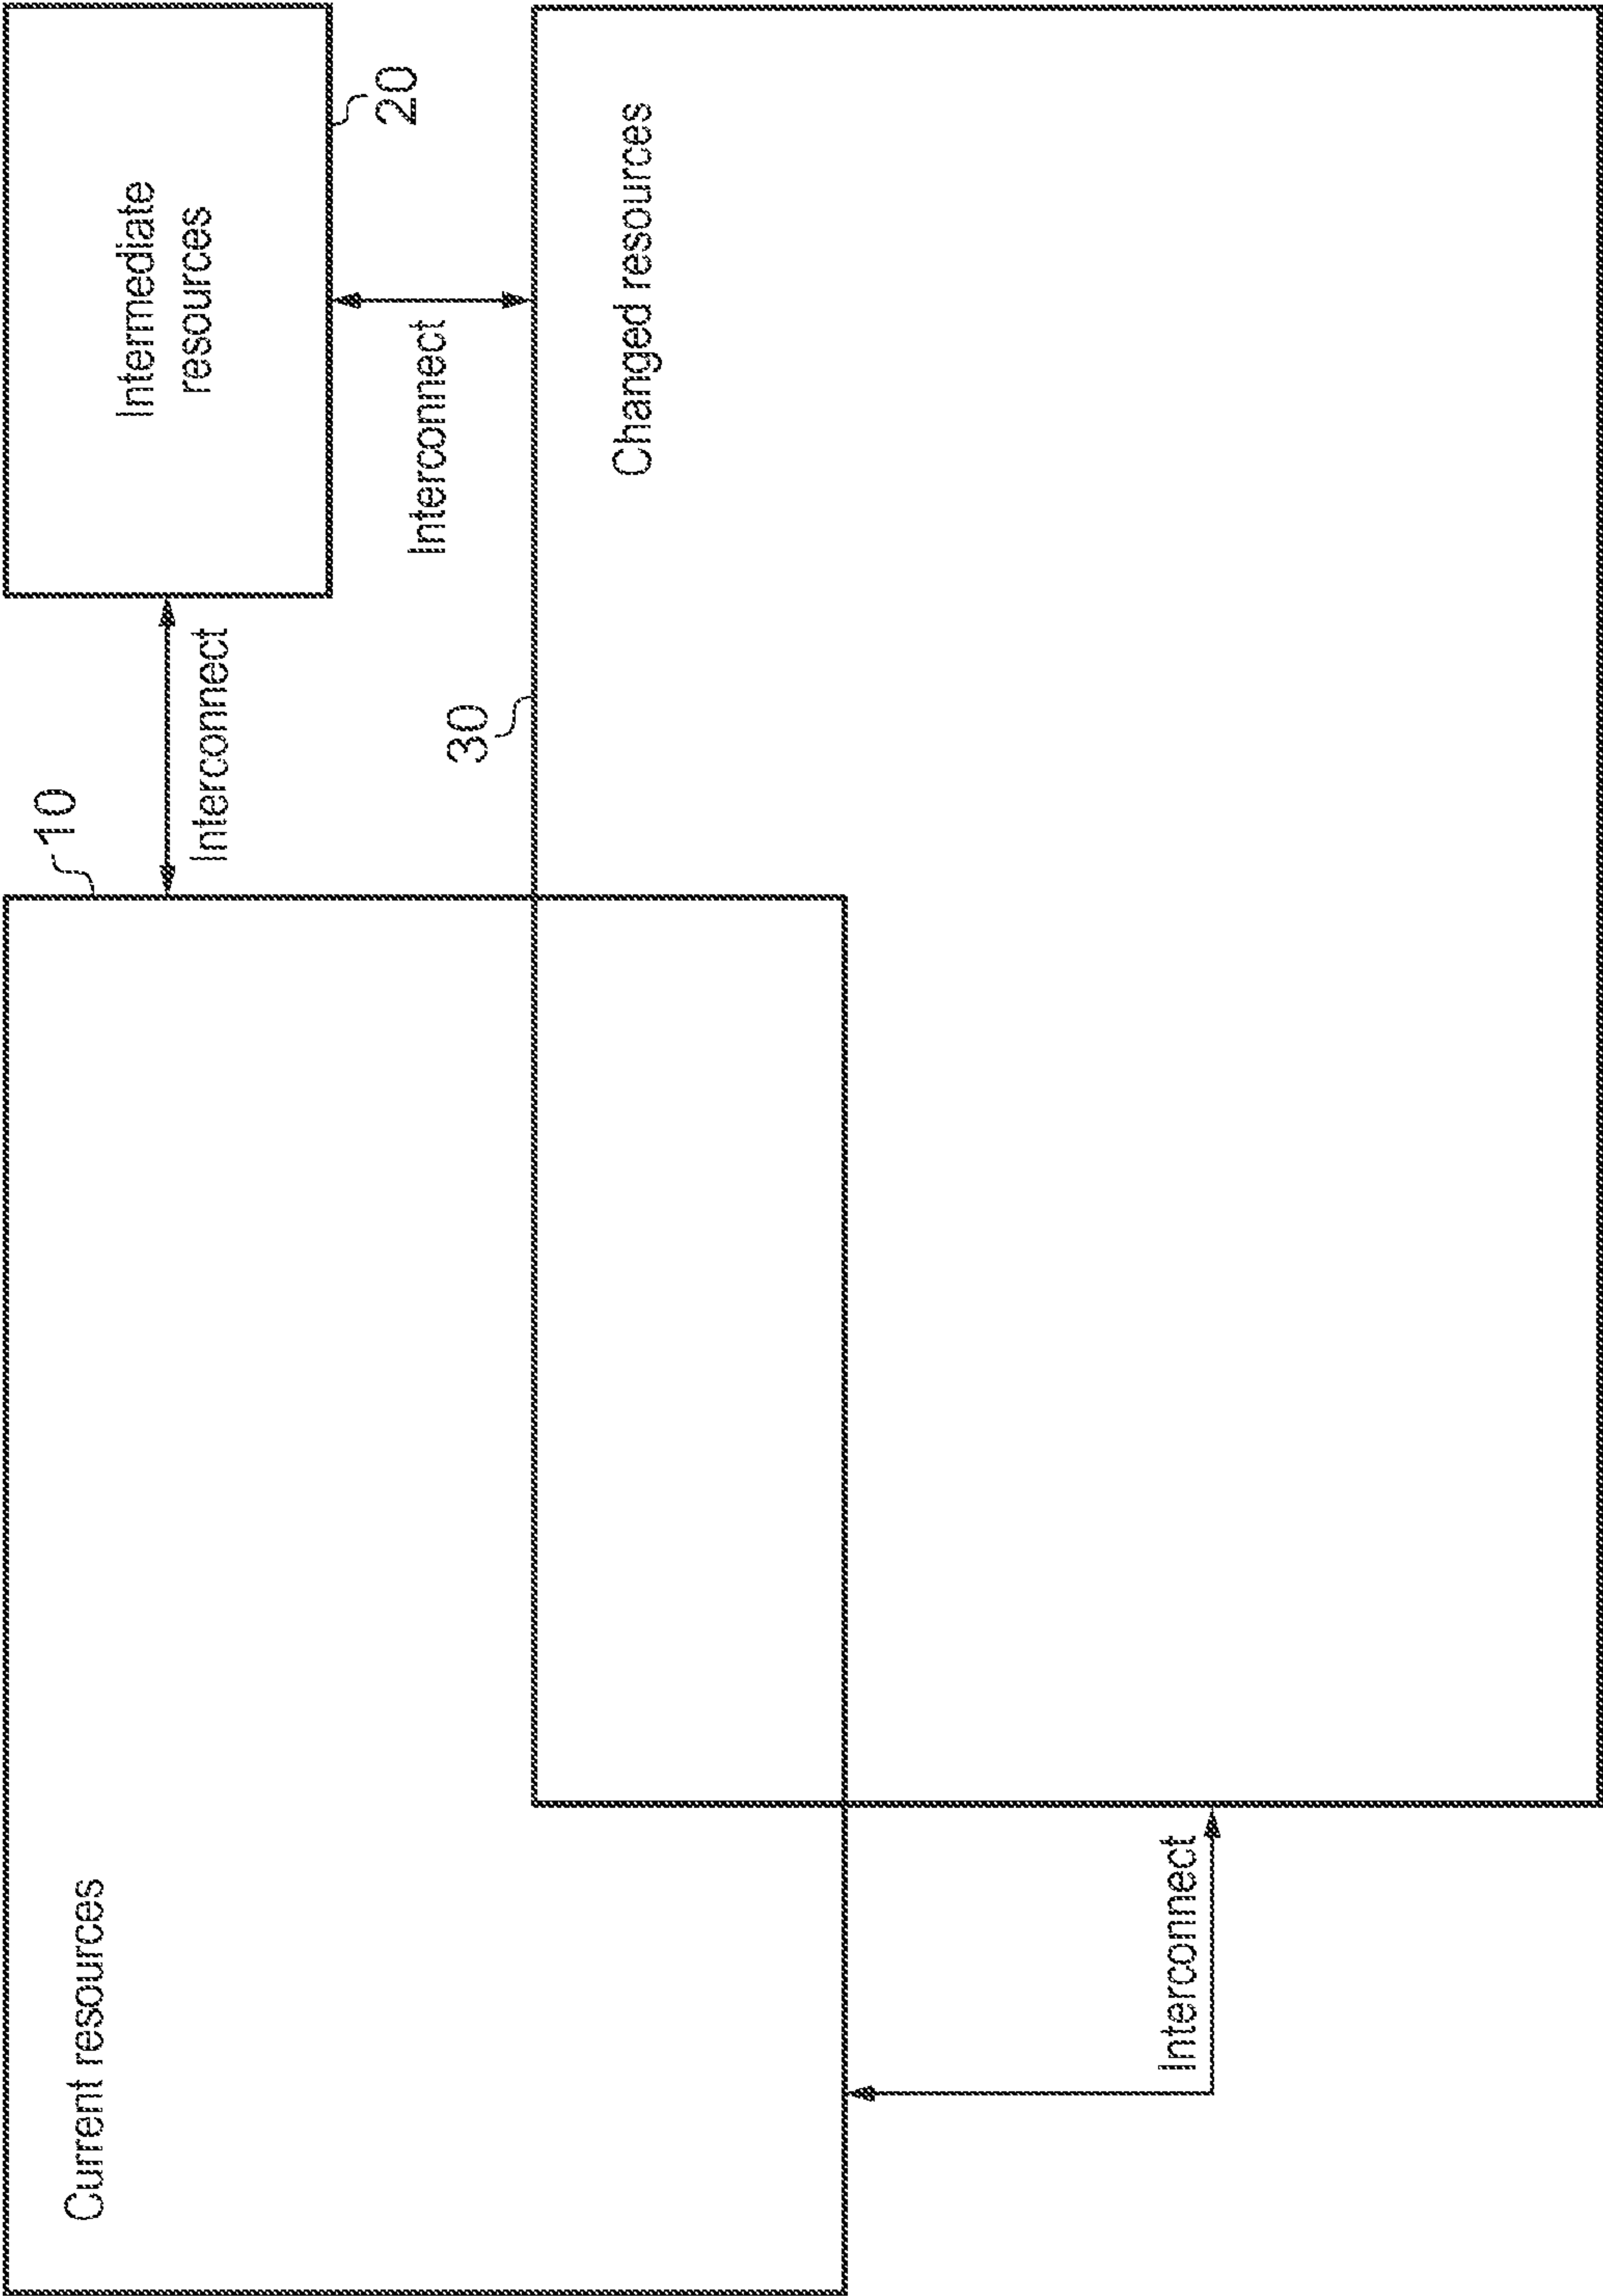 Current resources
10
Interconnect
Intermediate
resources
20
Interconnect
30
Changed resources
Interconnect